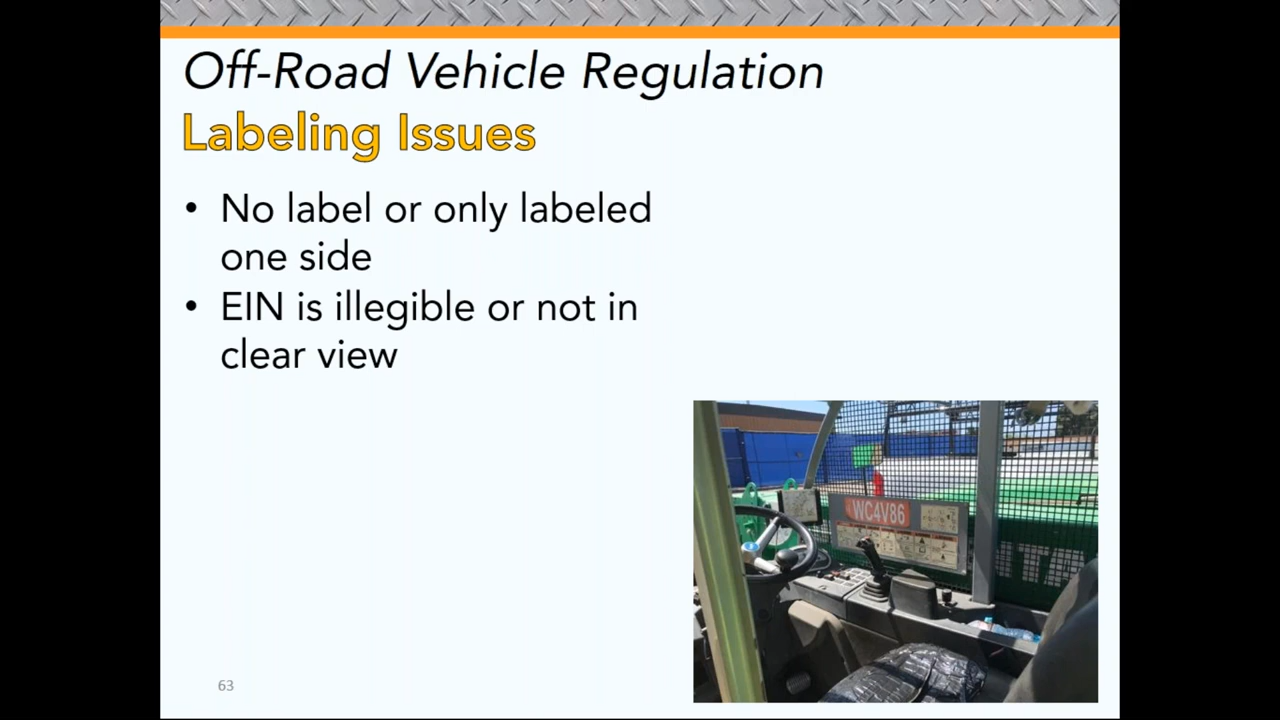 Off-Road Vehicle Regulation
Labeling Issues
• No label or only labeled
one side
• EIN is illegible or not in
clear view
WC4V86
63